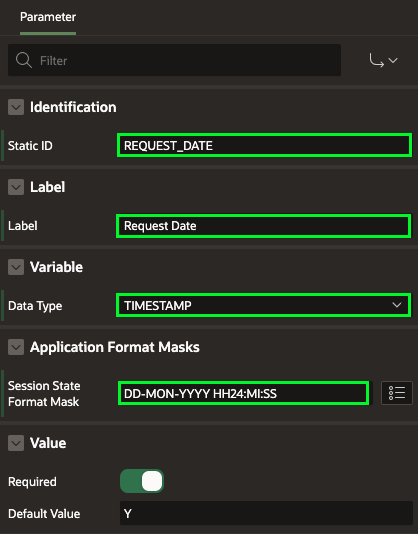 Parameter
Filter
Identification
Static ID REQUEST_DATE
Label
Label Request Date
Variable
Data Type TIMESTAMP
Application Format Masks
Session State
Format Mask DD-MON-YYYY HH24:MI:SS
Value
Required
Default Value Y